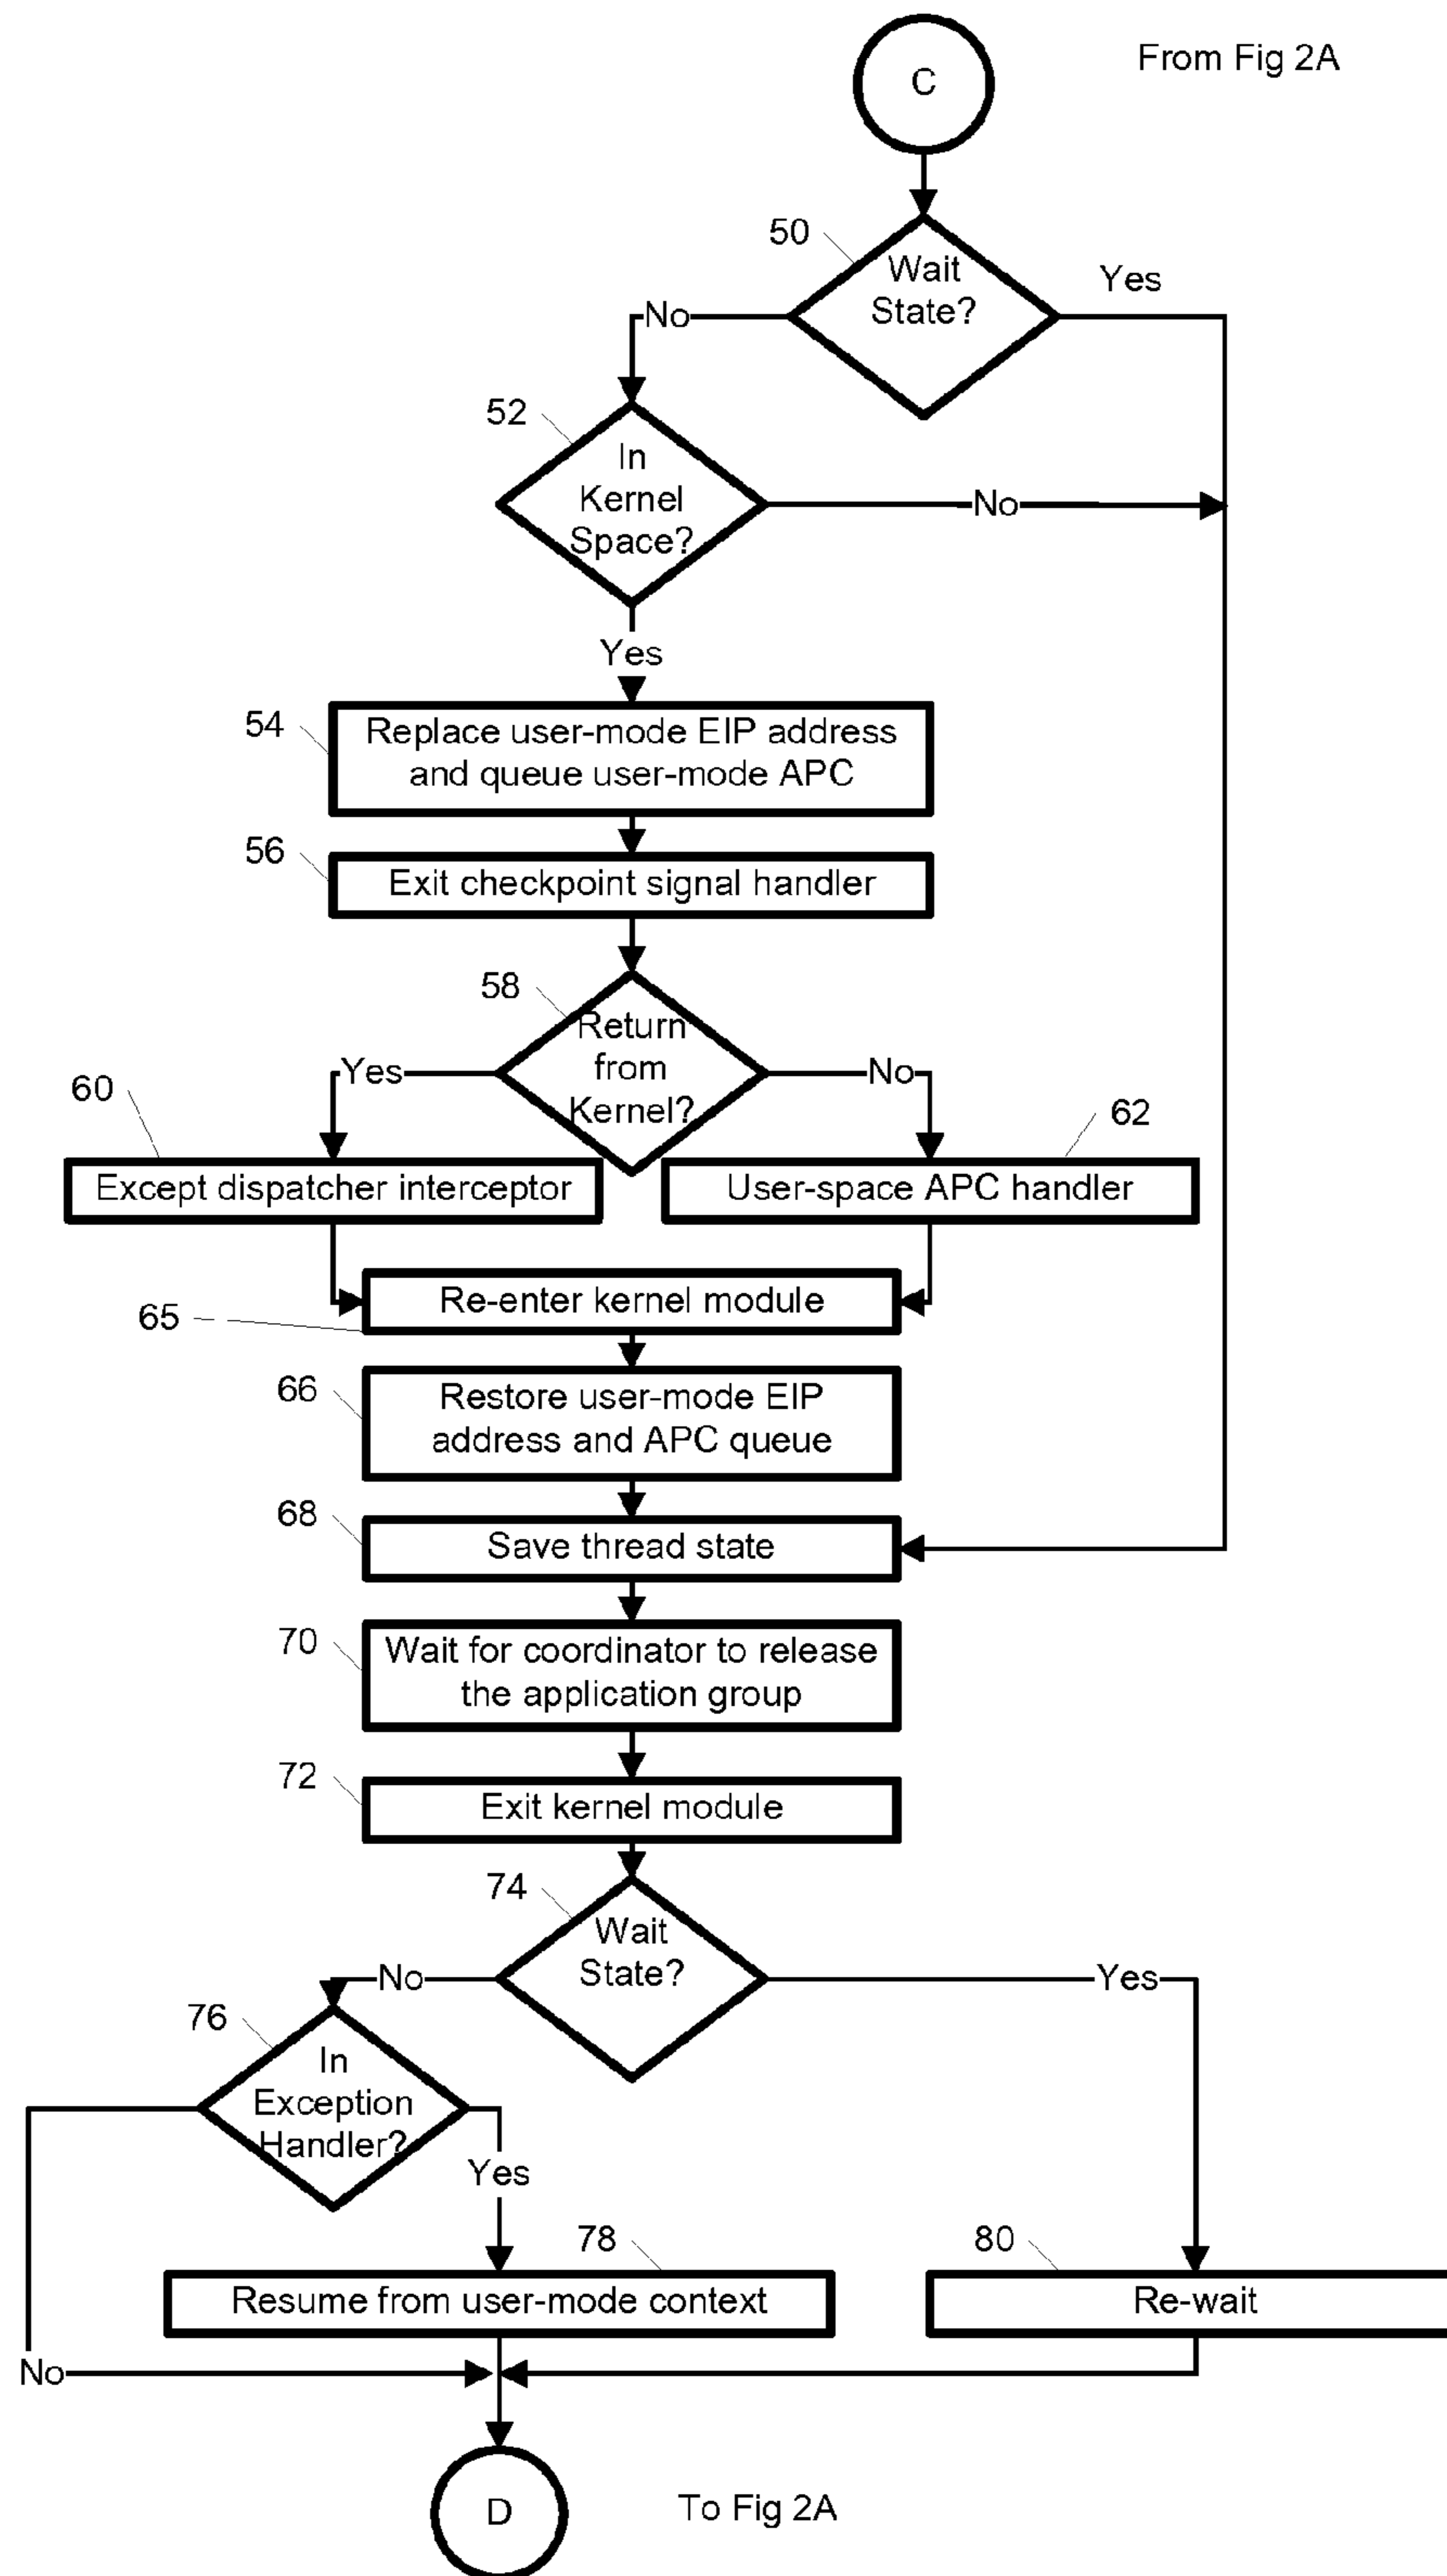 C
From Fig 2A
50
Wait
State?
Yes
No
52
In
Kernel
Space?
No
Yes
54
Replace user-mode EIP address
and queue user-mode APC
56
Exit checkpoint signal handler
58
Return
from
Kernel?
Yes
No
60
62
Except dispatcher interceptor
User-space APC handler
65
Re-enter kernel module
66
Restore user-mode EIP
address and APC queue
68
Save thread state
70
Wait for coordinator to release
the application group
72
Exit kernel module
74
Wait
State?
No
Yes
76
In
Exception
Handler?
Yes
78
80
Resume from user-mode context
Re-wait
No
D
To Fig 2A